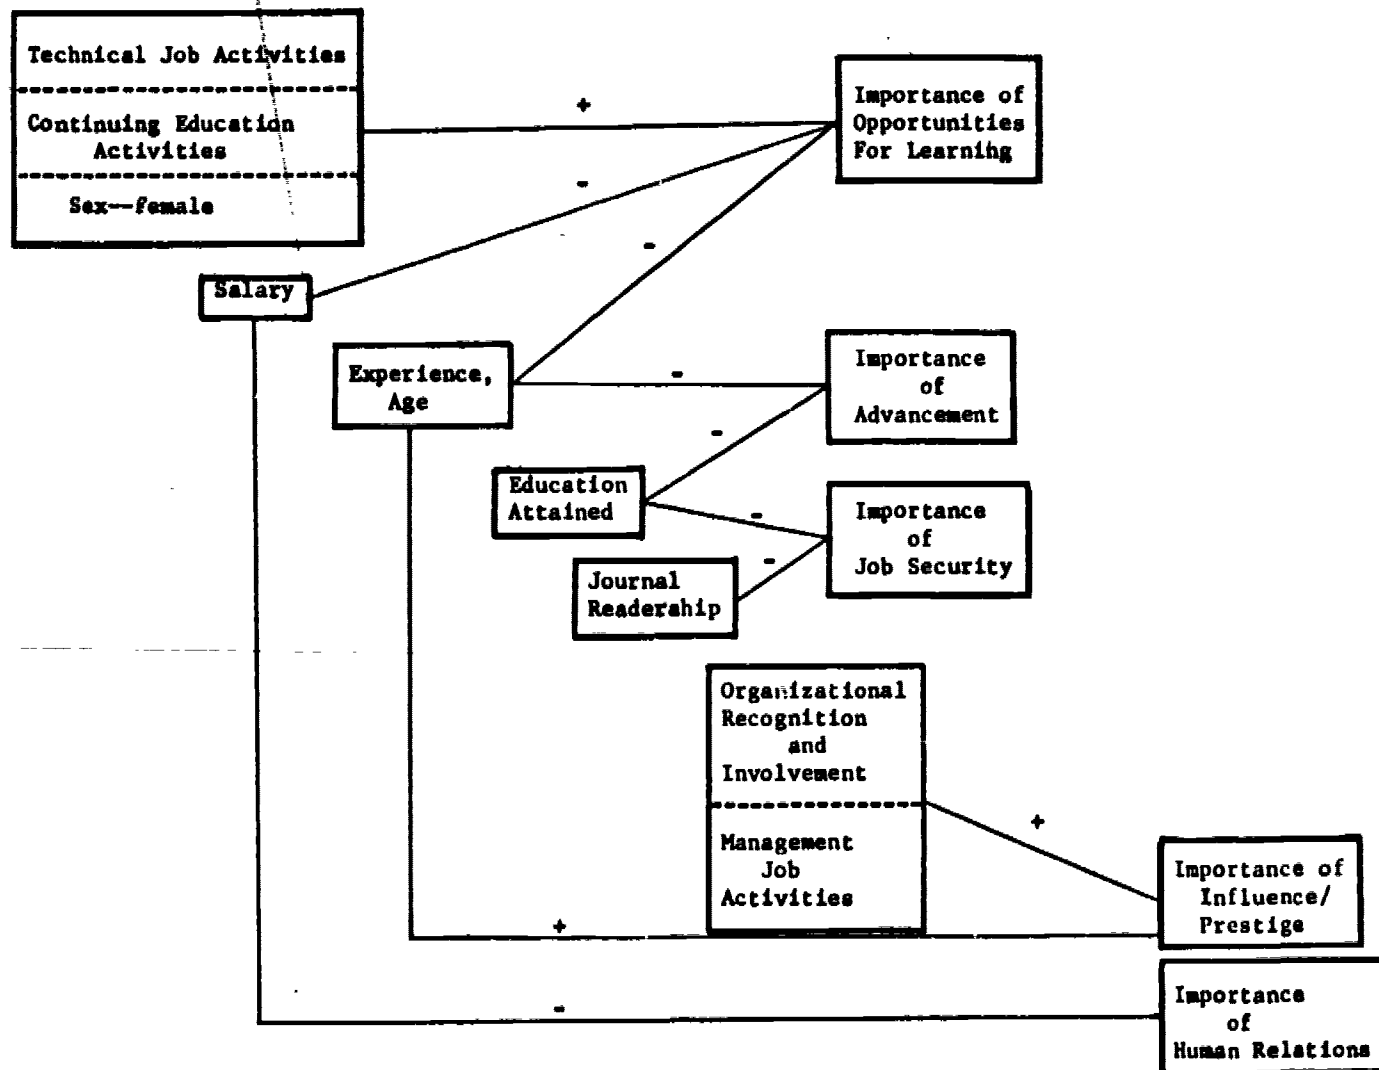 Technical Job Activities
Continuing Education
Activities
Sex--female
+
Importance of
Opportunities
For Learning
-
-
Salary
Experience,
Age
-
Importance
of
Advancement
-
Education
Attained
-
Importance
of
Job Security
-
Journal
Readership
Organizational
Recognition
and
Involvement
Management
Job
Activities
+
Importance of
Influence/
Prestige
+
-
Importance
of
Human Relations